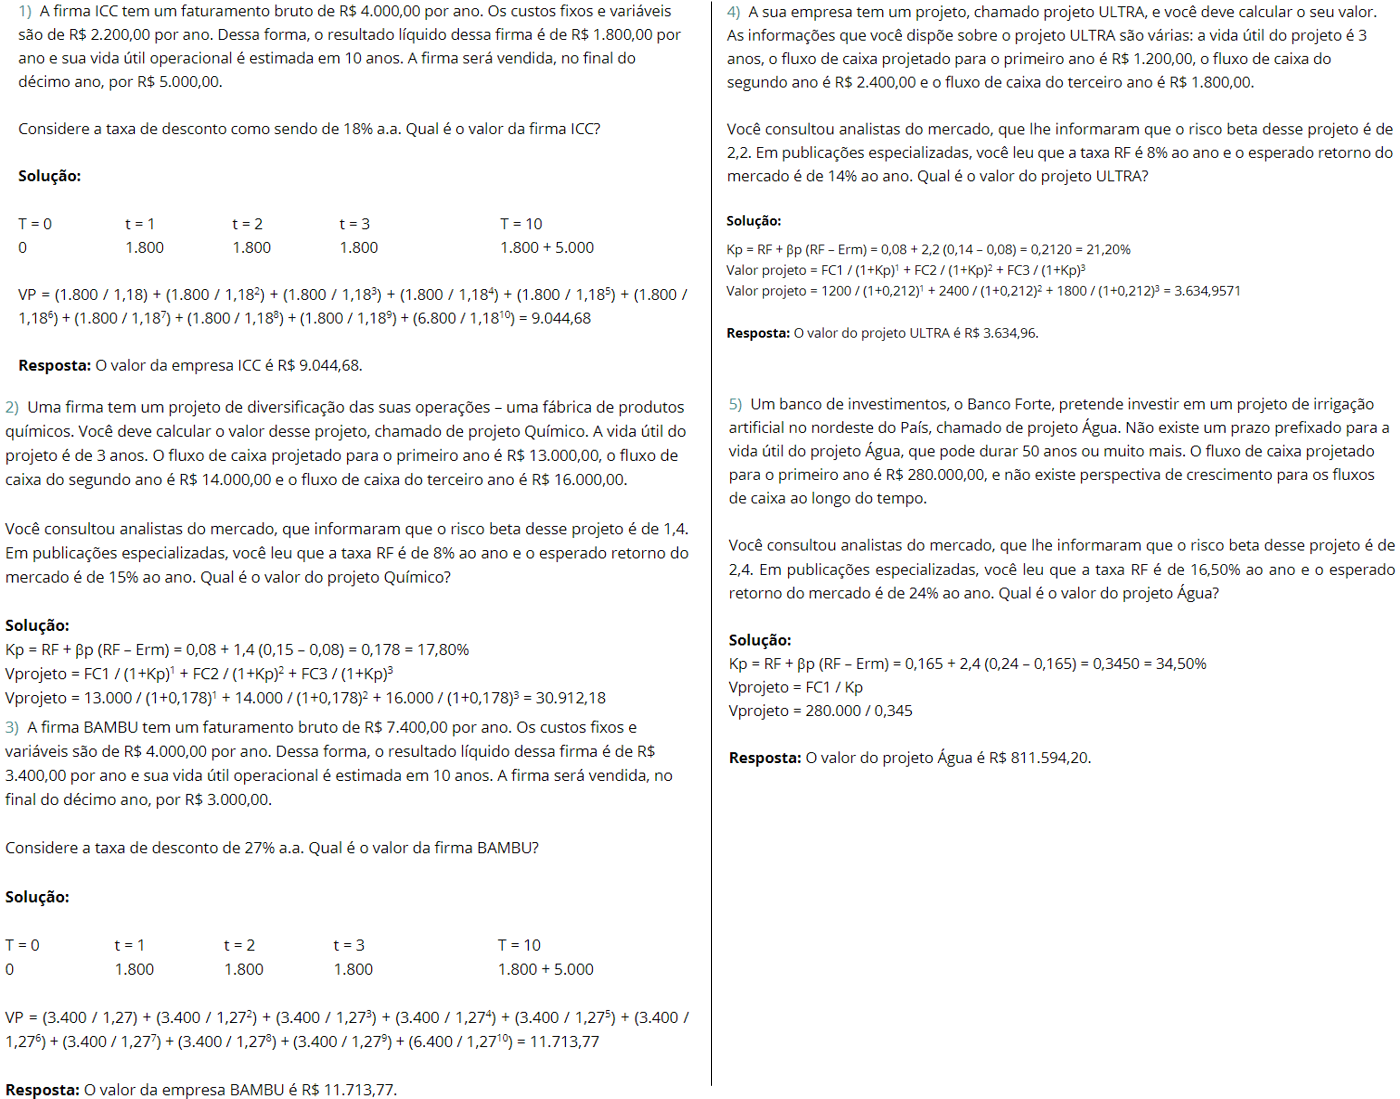 1) A firma ICC tem um faturamento bruto de R$ 4.000,00 por ano. Os custos fixos e variáveis
são de R$ 2.200,00 por ano. Dessa forma, o resultado líquido dessa firma é de R$ 1.800,00 por
ano e sua vida útil operacional é estimada em 10 anos. A firma será vendida, no final do
décimo ano, por R$ 5.000,00.
Considere a taxa de desconto como sendo de 18% a.a. Qual é o valor da firma ICC?
Solução:
T = 0 t = 1 t = 2 t = 3 T = 10
0 1.800 1.800 1.800 1.800 + 5.000
VP = (1.800 / 1,18) + (1.800 / 1,18²) + (1.800 / 1,18³) + (1.800 / 1,18⁴) + (1.800 / 1,18⁵) + (1.800 /
1,18⁶) + (1.800 / 1,18⁷) + (1.800 / 1,18⁸) + (1.800 / 1,18⁹) + (6.800 / 1,18¹⁰) = 9.044,68
Resposta: O valor da empresa ICC é R$ 9.044,68.
2) Uma firma tem um projeto de diversificação das suas operações – uma fábrica de produtos
químicos. Você deve calcular o valor desse projeto, chamado de projeto Químico. A vida útil do
projeto é de 3 anos. O fluxo de caixa projetado para o primeiro ano é R$ 13.000,00, o fluxo de
caixa do segundo ano é R$ 14.000,00 e o fluxo de caixa do terceiro ano é R$ 16.000,00.
Você consultou analistas do mercado, que informaram que o risco beta desse projeto é de 1,4.
Em publicações especializadas, você leu que a taxa RF é de 8% ao ano e o esperado retorno do
mercado é de 15% ao ano. Qual é o valor do projeto Químico?
Solução:
Kp = RF + βp (RF – Erm) = 0,08 + 1,4 (0,15 – 0,08) = 0,178 = 17,80%
Vprojeto = FC1 / (1+Kp)¹ + FC2 / (1+Kp)² + FC3 / (1+Kp)³
Vprojeto = 13.000 / (1+0,178)¹ + 14.000 / (1+0,178)² + 16.000 / (1+0,178)³ = 30.912,18
3) A firma BAMBU tem um faturamento bruto de R$ 7.400,00 por ano. Os custos fixos e
variáveis são de R$ 4.000,00 por ano. Dessa forma, o resultado líquido dessa firma é de R$
3.400,00 por ano e sua vida útil operacional é estimada em 10 anos. A firma será vendida, no
final do décimo ano, por R$ 3.000,00.
Considere a taxa de desconto de 27% a.a. Qual é o valor da firma BAMBU?
Solução:
T = 0 t = 1 t = 2 t = 3 T = 10
0 1.800 1.800 1.800 1.800 + 5.000
VP = (3.400 / 1,27) + (3.400 / 1,27²) + (3.400 / 1,27³) + (3.400 / 1,27⁴) + (3.400 / 1,27⁵) + (3.400 /
1,27⁶) + (3.400 / 1,27⁷) + (3.400 / 1,27⁸) + (3.400 / 1,27⁹) + (6.400 / 1,27¹⁰) = 11.713,77
Resposta: O valor da empresa BAMBU é R$ 11.713,77.
4) A sua empresa tem um projeto, chamado projeto ULTRA, e você deve calcular o seu valor.
As informações que você dispõe sobre o projeto ULTRA são várias: a vida útil do projeto é 3
anos, o fluxo de caixa projetado para o primeiro ano é R$ 1.200,00, o fluxo de caixa do
segundo ano é R$ 2.400,00 e o fluxo de caixa do terceiro ano é R$ 1.800,00.
Você consultou analistas do mercado, que lhe informaram que o risco beta desse projeto é de
2,2. Em publicações especializadas, você leu que a taxa RF é 8% ao ano e o esperado retorno do
mercado é de 14% ao ano. Qual é o valor do projeto ULTRA?
Solução:
Kp = RF + βp (RF – Erm) = 0,08 + 2,2 (0,14 – 0,08) = 0,2120 = 21,20%
Valor projeto = FC1 / (1+Kp)¹ + FC2 / (1+Kp)² + FC3 / (1+Kp)³
Valor projeto = 1200 / (1+0,212)¹ + 2400 / (1+0,212)² + 1800 / (1+0,212)³ = 3.634,9571
Resposta: O valor do projeto ULTRA é R$ 3.634,96.
5) Um banco de investimentos, o Banco Forte, pretende investir em um projeto de irrigação
artificial no nordeste do País, chamado de projeto Água. Não existe um prazo prefixado para a
vida útil do projeto Água, que pode durar 50 anos ou muito mais. O fluxo de caixa projetado
para o primeiro ano é R$ 280.000,00, e não existe perspectiva de crescimento para os fluxos
de caixa ao longo do tempo.
Você consultou analistas do mercado, que lhe informaram que o risco beta desse projeto é de
2,4. Em publicações especializadas, você leu que a taxa RF é de 16,50% ao ano e o esperado
retorno do mercado é de 24% ao ano. Qual é o valor do projeto Água?
Solução:
Kp = RF + βp (RF – Erm) = 0,165 + 2,4 (0,24 – 0,165) = 0,3450 = 34,50%
Vprojeto = FC1 / Kp
Vprojeto = 280.000 / 0,345
Resposta: O valor do projeto Água é R$ 811.594,20.